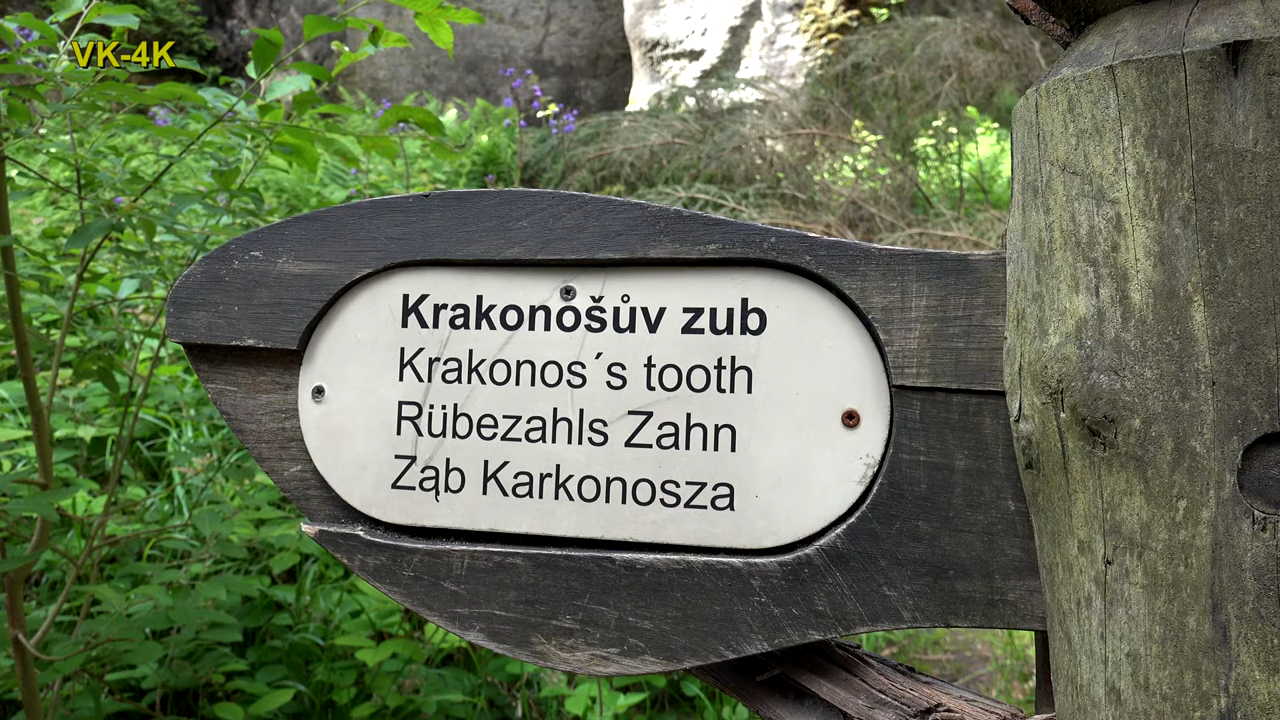 VK-4K
Krakonošův zub
Krakonos´s tooth
Rübezahls Zahn
Ząb Karkonosza